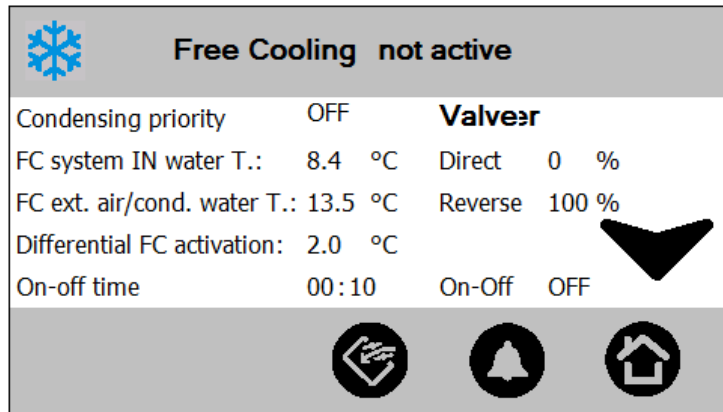 Free Cooling not active
Condensing priority OFF Valveer
FC system IN water T.: 8.4 °C Direct 0 %
FC ext. air/cond. water T.: 13.5 °C Reverse 100 %
Differential FC activation: 2.0 °C
On-off time 00:10 On-Off OFF